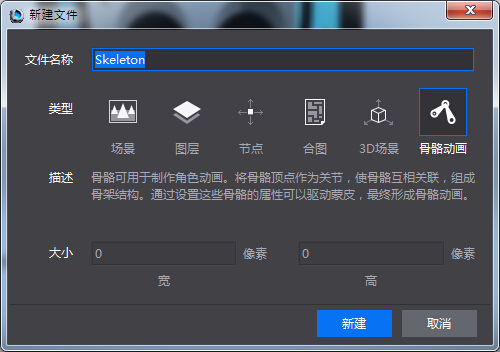 新建文件
文件名称 Skeleton
类型
场景 图层 节点 合图 3D场景 骨骼动画
描述 骨骼可用于制作角色动画。将骨骼顶点作为关节，使骨骼互相关联，组成
骨架结构。通过设置这些骨骼的属性可以驱动蒙皮，最终形成骨骼动画。
大小 0 像素 0 像素
宽 高
新建 取消